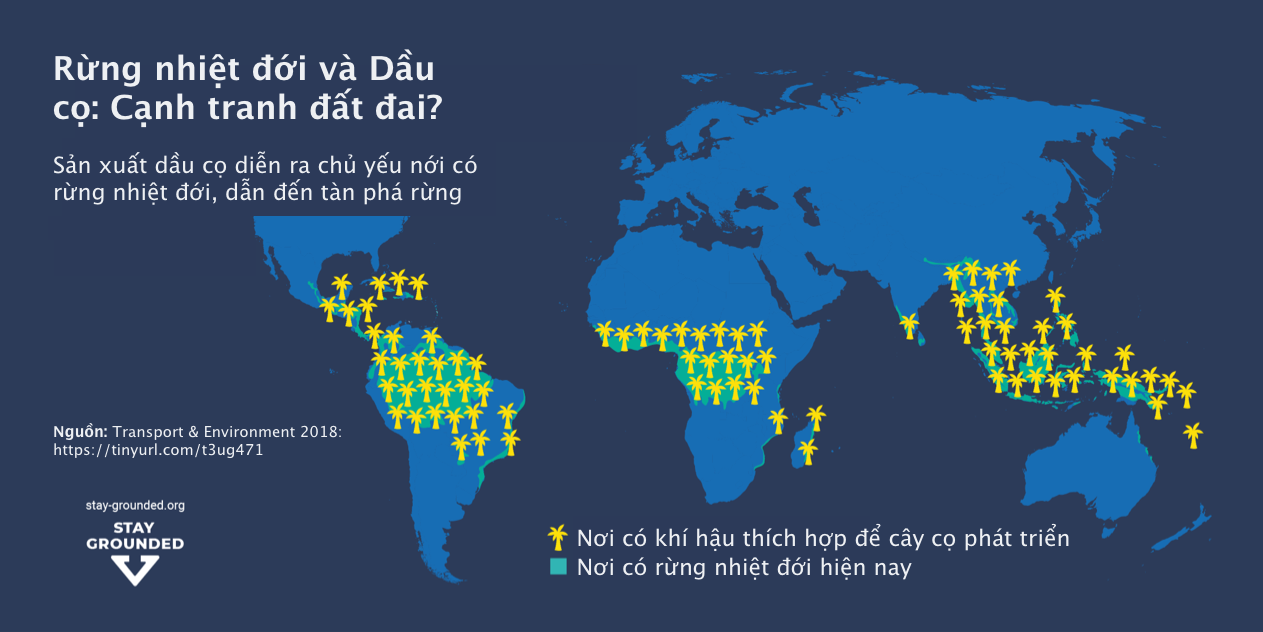 Rừng nhiệt đới và Dầu
cọ: Cạnh tranh đất đai?
Sản xuất dầu cọ diễn ra chủ yếu nới có
rừng nhiệt đới, dẫn đến tàn phá rừng
Nguồn: Transport & Environment 2018:
https://tinyurl.com/t3ug471
stay-grounded.org
STAY
GROUNDED
Nơi có khí hậu thích hợp để cây cọ phát triển
Nơi có rừng nhiệt đới hiện nay